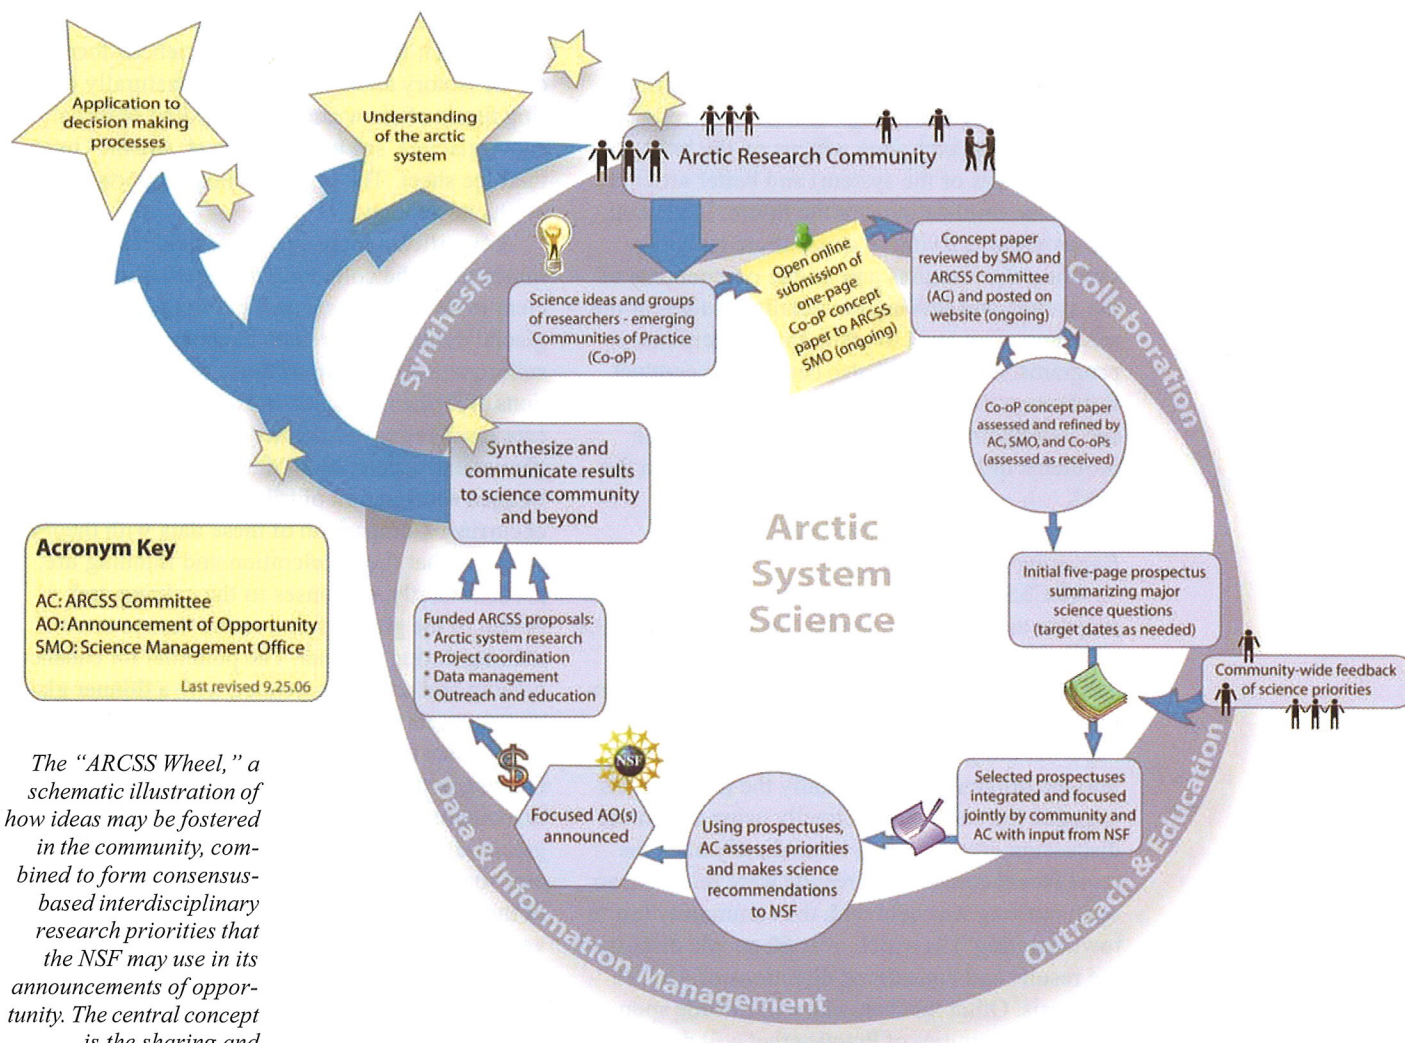 Application to
decision making
processes
Understanding
of the arctic
system
Arctic Research Community
Synthesis
Collaboration
Science ideas and groups
of researchers - emerging
Communities of Practice
(Co-oP)
Open online
submission of
one-page
Co-oP concept
paper to ARCSS
SMO (ongoing)
Concept paper
reviewed by SMO and
ARCSS Committee
(AC) and posted on
website (ongoing)
Co-oP concept paper
assessed and refined by
AC, SMO, and Co-oPs
(assessed as received)
Initial five-page prospectus
summarizing major
science questions
(target dates as needed)
Community-wide feedback
of science priorities
Selected prospectuses
integrated and focused
jointly by community and
AC with input from NSF
Outreach & Education
Using prospectuses,
AC assesses priorities
and makes science
recommendations
to NSF
Focused AO(s)
announced
NSF
$
Data & Information Management
Funded ARCSS proposals:
* Arctic system research
* Project coordination
* Data management
* Outreach and education
Synthesize and
communicate results
to science community
and beyond
Arctic
System
Science
Acronym Key
AC: ARCSS Committee
AO: Announcement of Opportunity
SMO: Science Management Office
Last revised 9.25.06
The “ARCSS Wheel,” a
schematic illustration of
how ideas may be fostered
in the community, com-
bined to form consensus-
based interdisciplinary
research priorities that
the NSF may use in its
announcements of oppor-
tunity. The central concept
is the sharing and